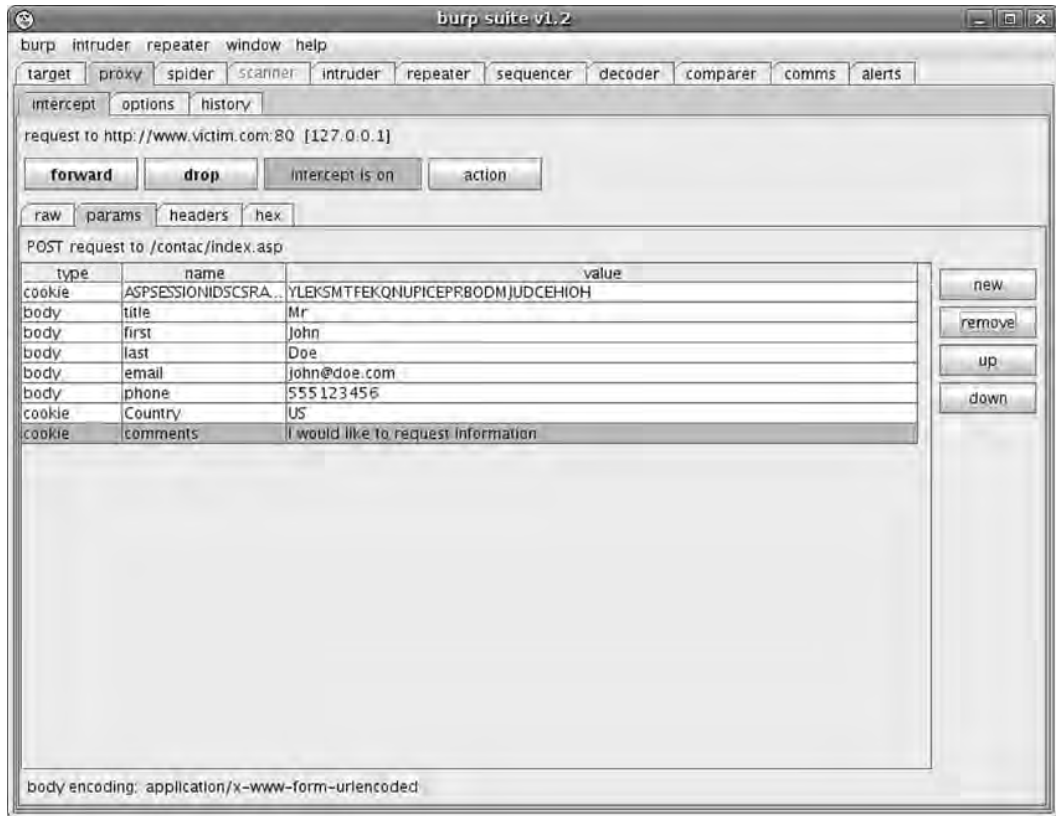 burp suite v1.2
burp intruder repeater window help
target proxy spider scanner intruder repeater sequencer decoder comparer comms alerts
intercept options history
request to http://www.victim.com:80 [127.0.0.1]
forward drop intercept is on action
raw params headers hex
POST request to /contac/index.asp
type name value
cookie ASPSESSIONIDSCSRA... YLEKSMTFEKQNUPICEPRBODMJUDCEHIOH
body title Mr
body first John
body last Doe
body email john@doe.com
body phone 555123456
cookie Country US
cookie comments I would like to request information
new
remove
up
down
body encoding: application/x-www-form-urlencoded